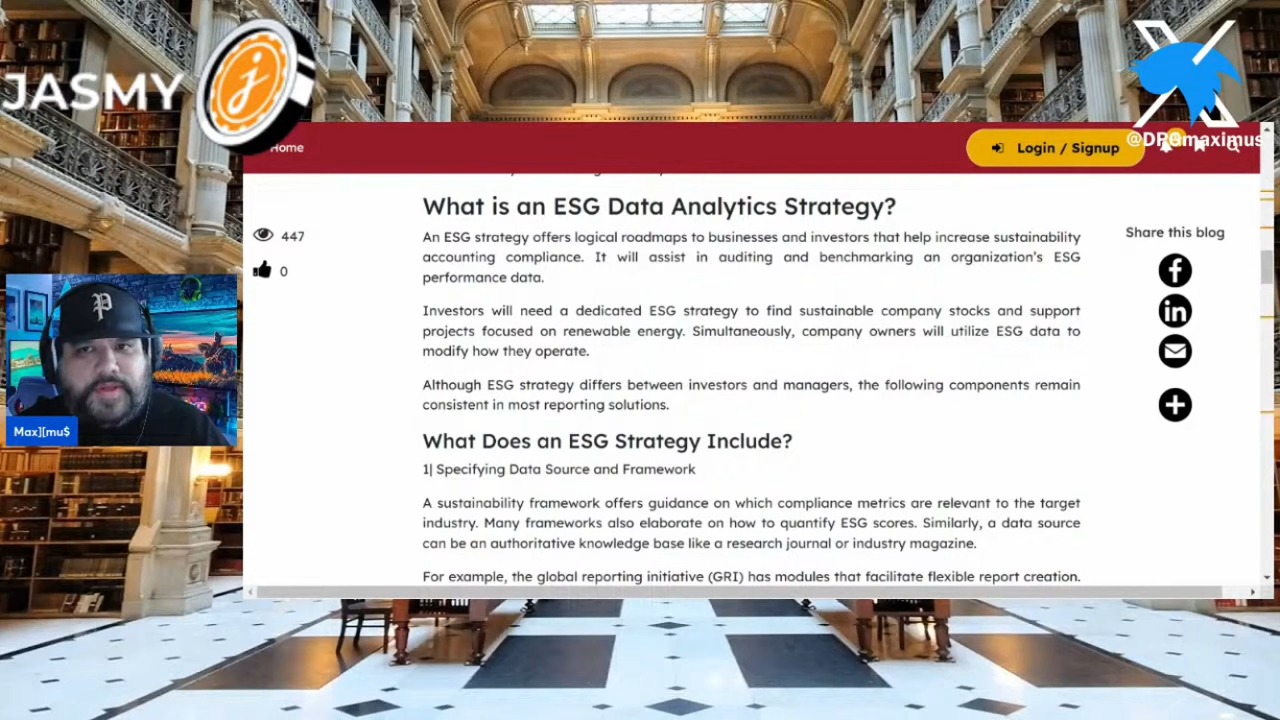 JASMY
@DPGmaximus
Home
Login / Signup
What is an ESG Data Analytics Strategy?
447
0
An ESG strategy offers logical roadmaps to businesses and investors that help increase sustainability
accounting compliance. It will assist in auditing and benchmarking an organization's ESG
performance data.
Share this blog
Investors will need a dedicated ESG strategy to find sustainable company stocks and support
projects focused on renewable energy. Simultaneously, company owners will utilize ESG data to
modify how they operate.
Although ESG strategy differs between investors and managers, the following components remain
consistent in most reporting solutions.
Max][mu$
What Does an ESG Strategy Include?
1| Specifying Data Source and Framework
A sustainability framework offers guidance on which compliance metrics are relevant to the target
industry. Many frameworks also elaborate on how to quantify ESG scores. Similarly, a data source
can be an authoritative knowledge base like a research journal or industry magazine.
For example, the global reporting initiative (GRI) has modules that facilitate flexible report creation.